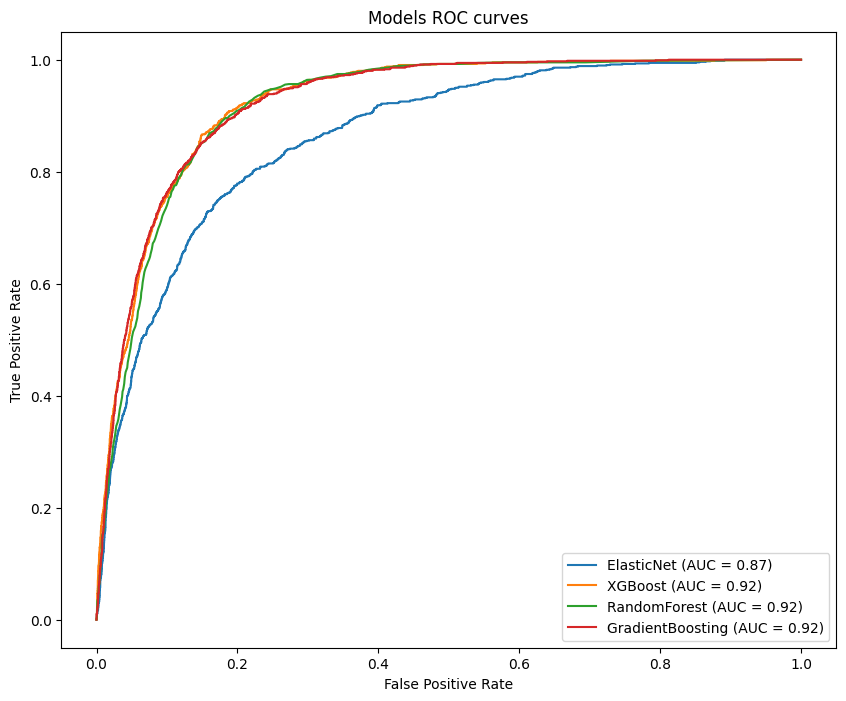 Models ROC curves
1.0
0.8
0.6
0.4
0.2
0.0
True Positive Rate
0.0 0.2 0.4 0.6 0.8 1.0
False Positive Rate
ElasticNet (AUC = 0.87)
XGBoost (AUC = 0.92)
RandomForest (AUC = 0.92)
GradientBoosting (AUC = 0.92)